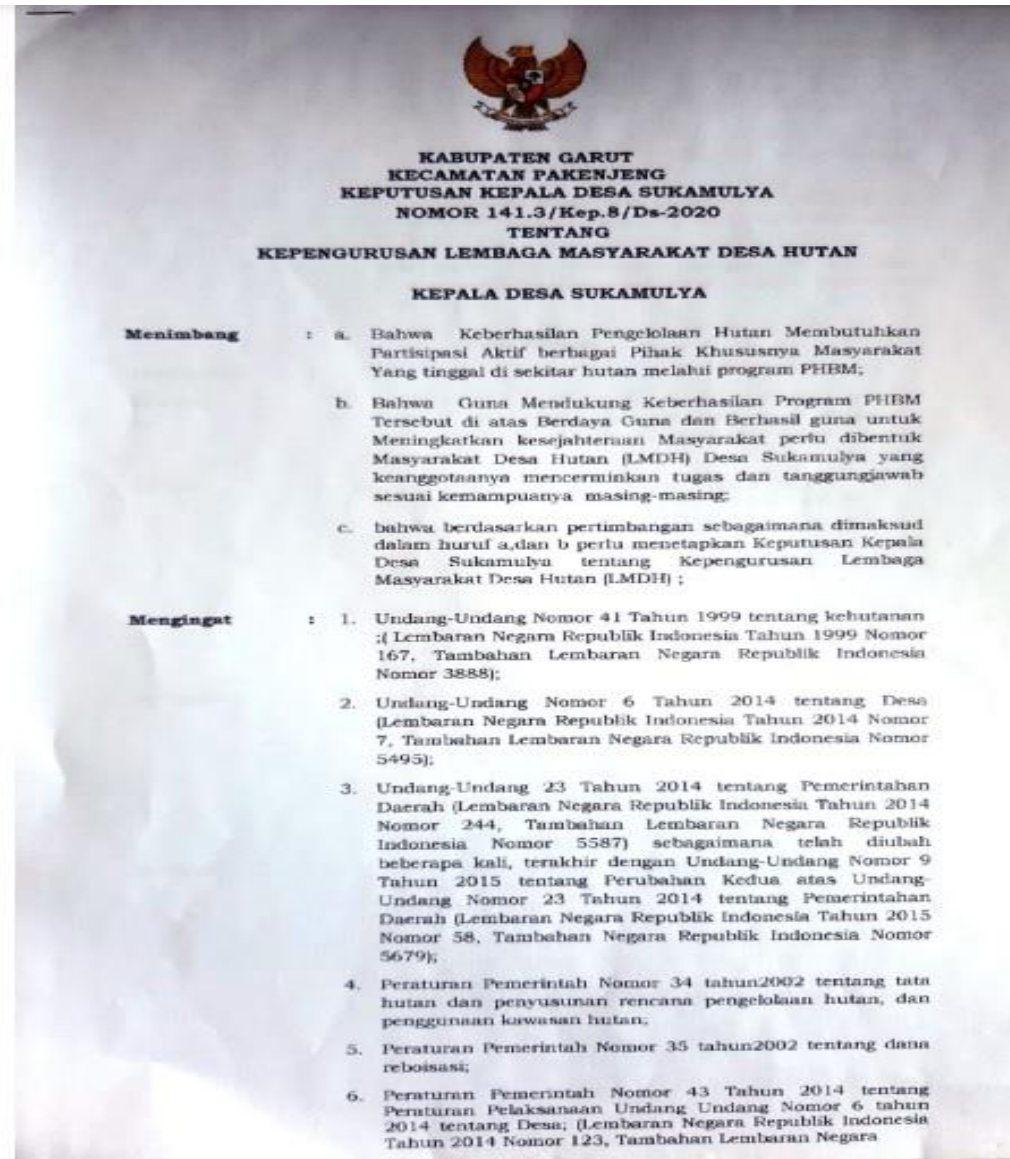 KABUPATEN GARUT
KECAMATAN PAKENJENG
KEPUTUSAN KEPALA DESA SUKAMULYA
NOMOR 141.3/Kep.8/Ds-2020
TENTANG
KEPENGURUSAN LEMBAGA MASYARAKAT DESA HUTAN
KEPALA DESA SUKAMULYA
Menimbang : a. Bahwa Keberhasilan Pengelolaan Hutan Membutuhkan
Partisipasi Aktif berbagai Pihak Khususnya Masyarakat
Yang tinggal di sekitar hutan melalui program PHBM;
b. Bahwa Guna Mendukung Keberhasilan Program PHBM
Tersebut di atas Berdaya Guna dan Berhasil guna untuk
Meningkatkan kesejahteraan Masyarakat perlu dibentuk
Masyarakat Desa Hutan (LMDH) Desa Sukamulya yang
keanggotaanya mencerminkan tugas dan tanggungjawab
sesuai kemampuanya masing-masing;
c. bahwa berdasarkan pertimbangan sebagaimana dimaksud
dalam huruf a,dan b perlu menetapkan Keputusan Kepala
Desa Sukamulya tentang Kepengurusan Lembaga
Masyarakat Desa Hutan (LMDH) ;
Mengingat : 1. Undang-Undang Nomor 41 Tahun 1999 tentang kehutanan
;( Lembaran Negara Republik Indonesia Tahun 1999 Nomor
167, Tambahan Lembaran Negara Republik Indonesia
Nomor 3888);
2. Undang-Undang Nomor 6 Tahun 2014 tentang Desa
(Lembaran Negara Republik Indonesia Tahun 2014 Nomor
7, Tambahan Lembaran Negara Republik Indonesia Nomor
5495);
3. Undang-Undang 23 Tahun 2014 tentang Pemerintahan
Daerah (Lembaran Negara Republik Indonesia Tahun 2014
Nomor 244, Tambahan Lembaran Negara Republik
Indonesia Nomor 5587) sebagaimana telah diubah
beberapa kali, terakhir dengan Undang-Undang Nomor 9
Tahun 2015 tentang Perubahan Kedua atas Undang-
Undang Nomor 23 Tahun 2014 tentang Pemerintahan
Daerah (Lembaran Negara Republik Indonesia Tahun 2015
Nomor 58, Tambahan Negara Republik Indonesia Nomor
5679);
4. Peraturan Pemerintah Nomor 34 tahun2002 tentang tata
hutan dan penyusunan rencana pengelolaan hutan, dan
penggunaan kawasan hutan;
5. Peraturan Pemerintah Nomor 35 tahun2002 tentang dana
reboisasi;
6. Peraturan Pemerintah Nomor 43 Tahun 2014 tentang
Peraturan Pelaksanaan Undang Undang Nomor 6 tahun
2014 tentang Desa; (Lembaran Negara Republik Indonesia
Tahun 2014 Nomor 123, Tambahan Lembaran Negara